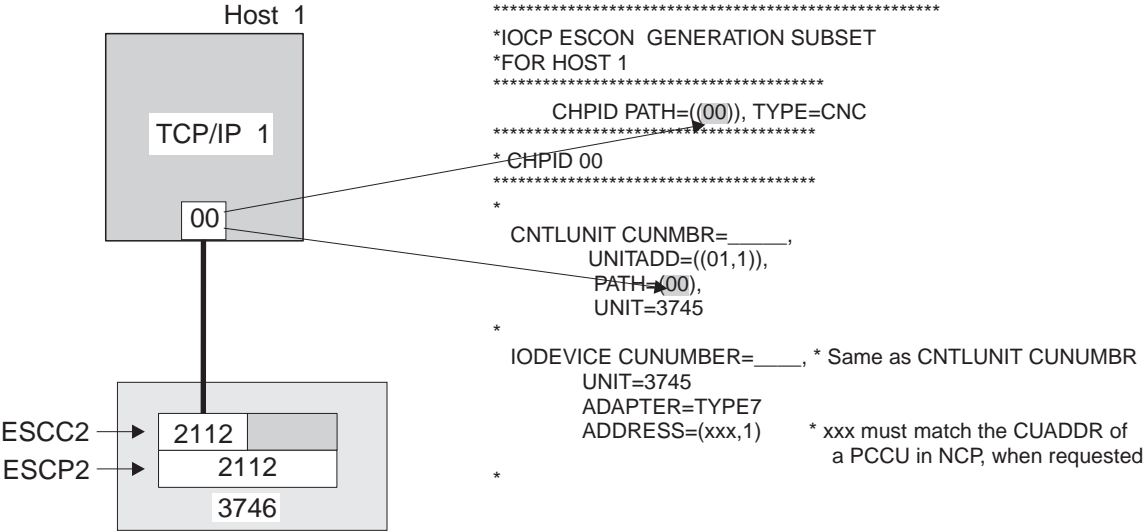 Host 1
TCP/IP 1
00
ESCC2
2112
ESCP2
2112
3746
******************************************************
*IOCP ESCON GENERATION SUBSET
*FOR HOST 1
****************************************
CHPID PATH=((00)), TYPE=CNC
***************************************
* CHPID 00
***************************************
*
CNTLUNIT CUNMBR=_____,
UNITADD=((01,1)),
PATH=(00),
UNIT=3745
*
IODEVICE CUNUMBER=____, * Same as CNTLUNIT CUNUMBR
UNIT=3745
ADAPTER=TYPE7
ADDRESS=(xxx,1) * xxx must match the CUADDR of
a PCCU in NCP, when requested
*